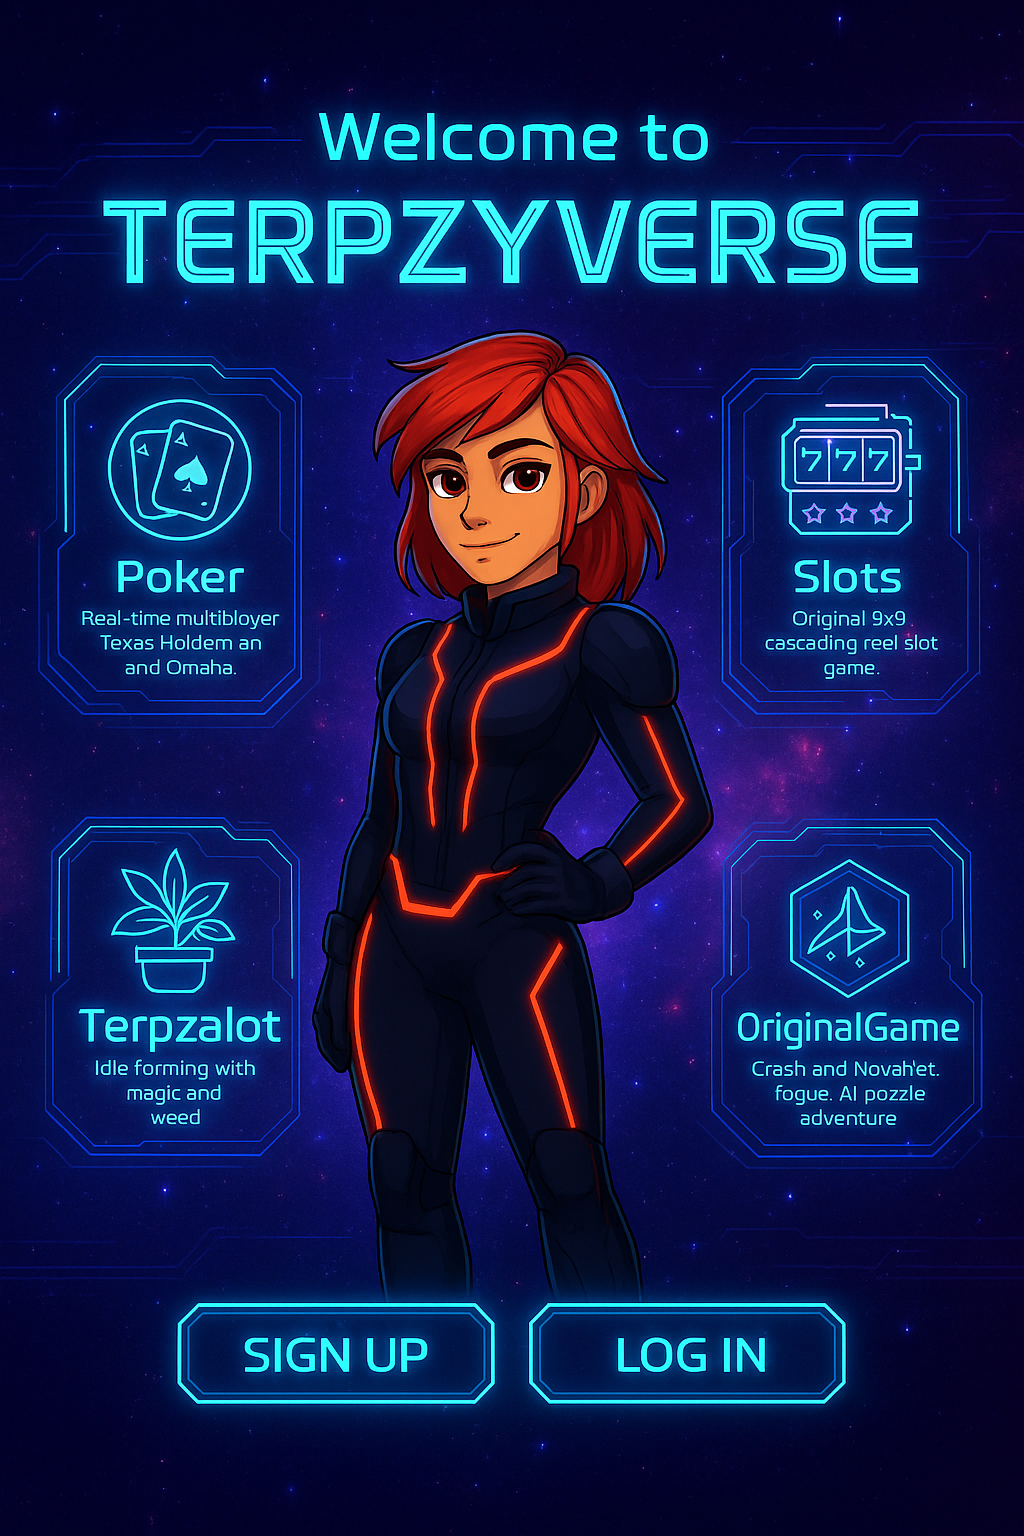 Welcome to
TERPZYVERSE
Poker
Real-time multibloyer
Texas Holdem an
and Omaha.
777
Slots
Original 9x9
cascading reel slot
game.
Terpzalot
Idle forming with
magic and
weed
OriginalGame
Crash and Novah'et.
fogue. AI pozzle
adventure
SIGN UP
LOG IN